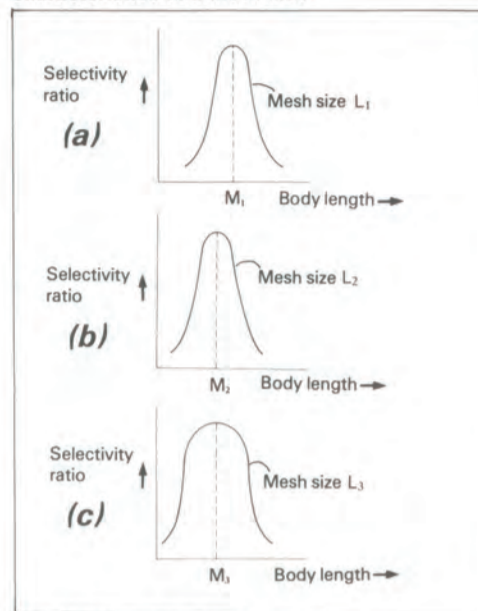 Selectivity
ratio
(a)
Mesh size L₁
M₁ Body length
Selectivity
ratio
(b)
Mesh size L₂
M₂ Body length
Selectivity
ratio
(c)
Mesh size L₃
M₃ Body length